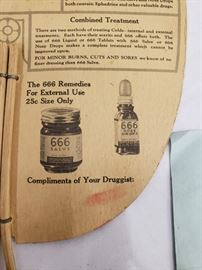 both contain Ephedrine and other valuable drugs.
Combined Treatment
There are two methods of treating Colds: internal and external
treatments. Each have their merits and 666 offers both. The
use of 666 Liquid or 666 Tablets with 666 Salve or 666
Nose Drops makes a complete treatment which cannot be
improved upon.
FOR MINOR BURNS, CUTS AND SORES we know of no
finer dressing than 666 Salve.
The 666 Remedies
For External Use
25c Size Only
666
SALVE
666
NOSE
DROPS
Compliments of Your Druggist: